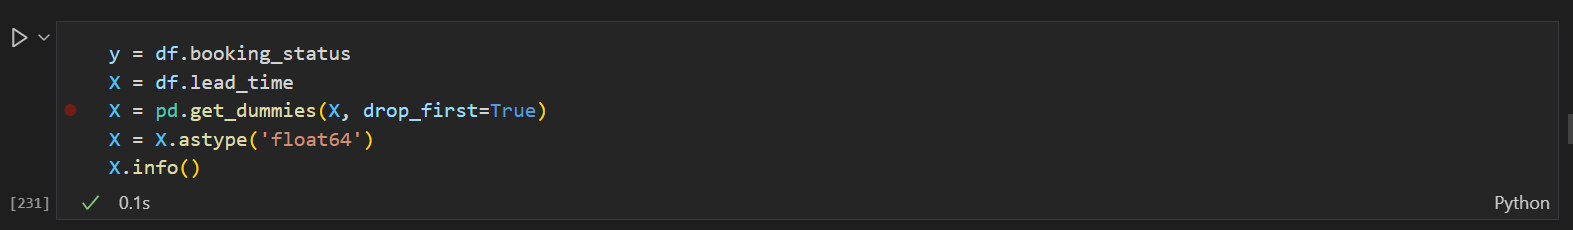 y = df.booking_status
X = df.lead_time
X = pd.get_dummies(X, drop_first=True)
X = X.astype('float64')
X.info()
[231] 0.1s Python